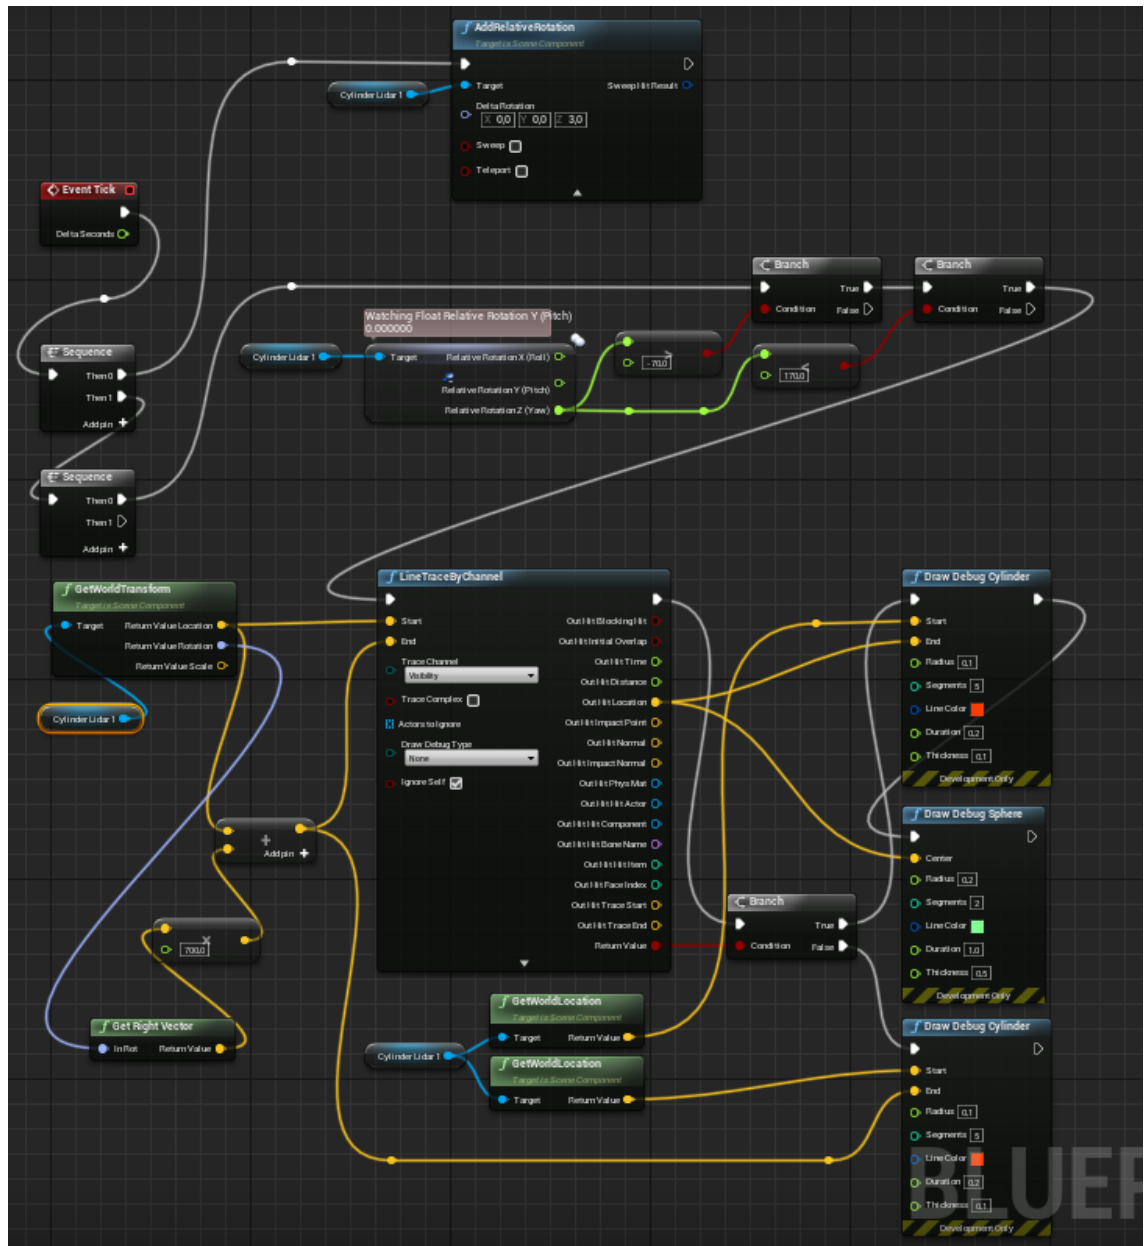 AddRelativeRotation
Target is Scene Component
Cylinder Lidar 1
Target
Sweep Hit Result
Delta Rotation
X 0,0 Y 0,0 Z 3,0
Sweep
Teleport
Event Tick
Delta Seconds
Sequence
Then 0
Then 1
Add pin +
Sequence
Then 0
Then 1
Add pin +
Watching Float Relative Rotation Y (Pitch)
0.000000
Cylinder Lidar 1
Target
Relative Rotation X (Roll)
Relative Rotation Y (Pitch)
Relative Rotation Z (Yaw)
>
-70,0
<
170,0
Branch
True
Condition
False
Branch
True
Condition
False
GetWorldTransform
Target is Scene Component
Target
Return Value Location
Return Value Rotation
Return Value Scale
Cylinder Lidar 1
+
Add pin +
×
700,0
Get Right Vector
In Rot
Return Value
LineTraceByChannel
Start
End
Trace Channel
Visibility
Trace Complex
Actors to Ignore
Draw Debug Type
None
Ignore Self
Out Hit Blocking Hit
Out Hit Initial Overlap
Out Hit Time
Out Hit Distance
Out Hit Location
Out Hit Impact Point
Out Hit Normal
Out Hit Impact Normal
Out Hit Phys Mat
Out Hit Hit Actor
Out Hit Hit Component
Out Hit Hit Bone Name
Out Hit Hit Item
Out Hit Face Index
Out Hit Trace Start
Out Hit Trace End
Return Value
Branch
True
Condition
False
Cylinder Lidar 1
GetWorldLocation
Target is Scene Component
Target
Return Value
GetWorldLocation
Target is Scene Component
Target
Return Value
Draw Debug Cylinder
Start
End
Radius 0,1
Segments 5
Line Color
Duration 0,2
Thickness 0,1
Development Only
Draw Debug Sphere
Center
Radius 0,2
Segments 2
Line Color
Duration 1,0
Thickness 0,5
Development Only
Draw Debug Cylinder
Start
End
Radius 0,1
Segments 5
Line Color
Duration 0,2
Thickness 0,1
Development Only
BLUEP